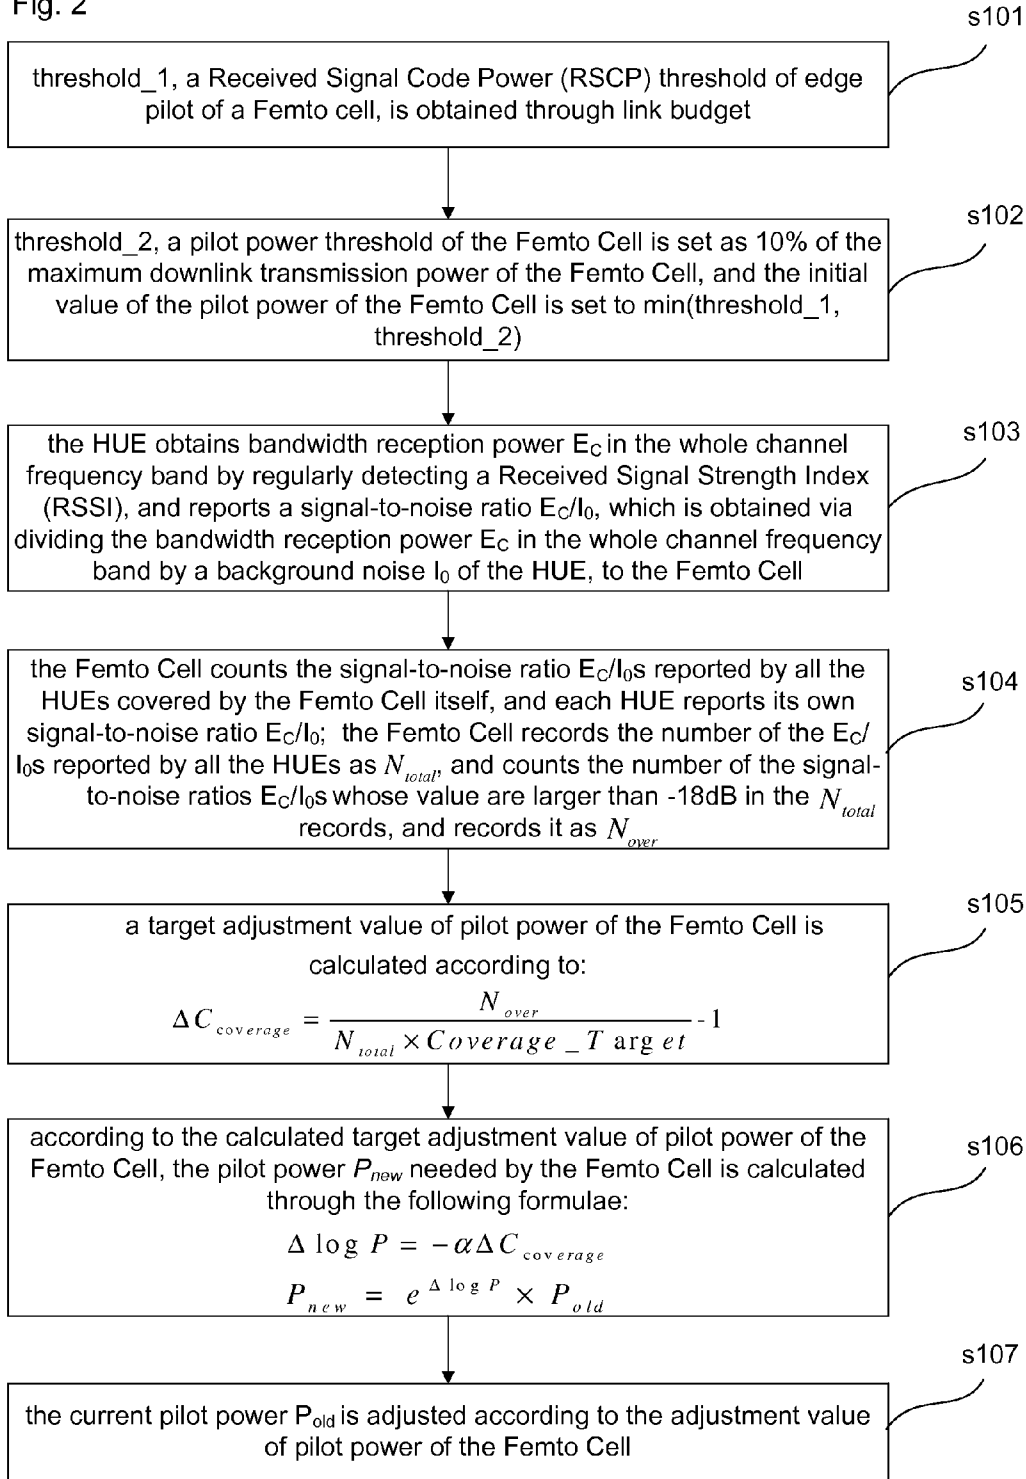 Fig. 2
s101
threshold_1, a Received Signal Code Power (RSCP) threshold of edge
pilot of a Femto cell, is obtained through link budget
s102
threshold_2, a pilot power threshold of the Femto Cell is set as 10% of the
maximum downlink transmission power of the Femto Cell, and the initial
value of the pilot power of the Femto Cell is set to min(threshold_1,
threshold_2)
s103
the HUE obtains bandwidth reception power E_C in the whole channel
frequency band by regularly detecting a Received Signal Strength Index
(RSSI), and reports a signal-to-noise ratio E_C/I_0, which is obtained via
dividing the bandwidth reception power E_C in the whole channel frequency
band by a background noise I_0 of the HUE, to the Femto Cell
s104
the Femto Cell counts the signal-to-noise ratio E_C/I_0s reported by all the
HUEs covered by the Femto Cell itself, and each HUE reports its own
signal-to-noise ratio E_C/I_0; the Femto Cell records the number of the E_C/
I_0s reported by all the HUEs as N_total, and counts the number of the signal-
to-noise ratios E_C/I_0s whose value are larger than -18dB in the N_total
records, and records it as N_over
s105
a target adjustment value of pilot power of the Femto Cell is
calculated according to:
ΔC_coverage = N_over / (N_total × Coverage _ T arg et) - 1
s106
according to the calculated target adjustment value of pilot power of the
Femto Cell, the pilot power P_new needed by the Femto Cell is calculated
through the following formulae:
Δ log P = -αΔC_coverage
P_new = e^(Δ log P) × P_old
s107
the current pilot power P_old is adjusted according to the adjustment value
of pilot power of the Femto Cell